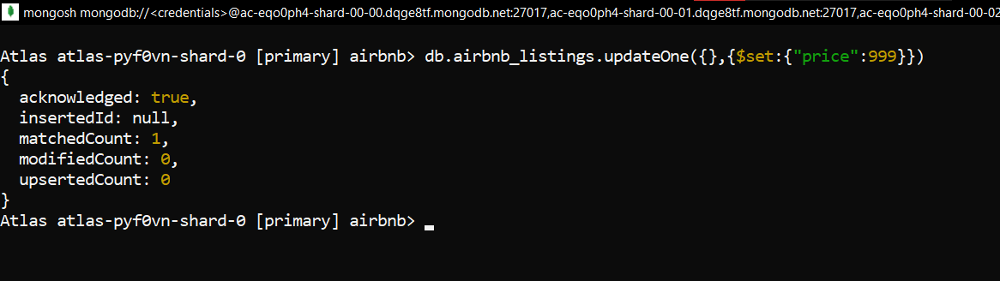 mongosh mongodb://<credentials>@ac-eqo0ph4-shard-00-00.dqge8tf.mongodb.net:27017,ac-eqo0ph4-shard-00-01.dqge8tf.mongodb.net:27017,ac-eqo0ph4-shard-00-02
Atlas atlas-pyf0vn-shard-0 [primary] airbnb> db.airbnb_listings.updateOne({},{$set:{"price":999}})
{
  acknowledged: true,
  insertedId: null,
  matchedCount: 1,
  modifiedCount: 0,
  upsertedCount: 0
}
Atlas atlas-pyf0vn-shard-0 [primary] airbnb>